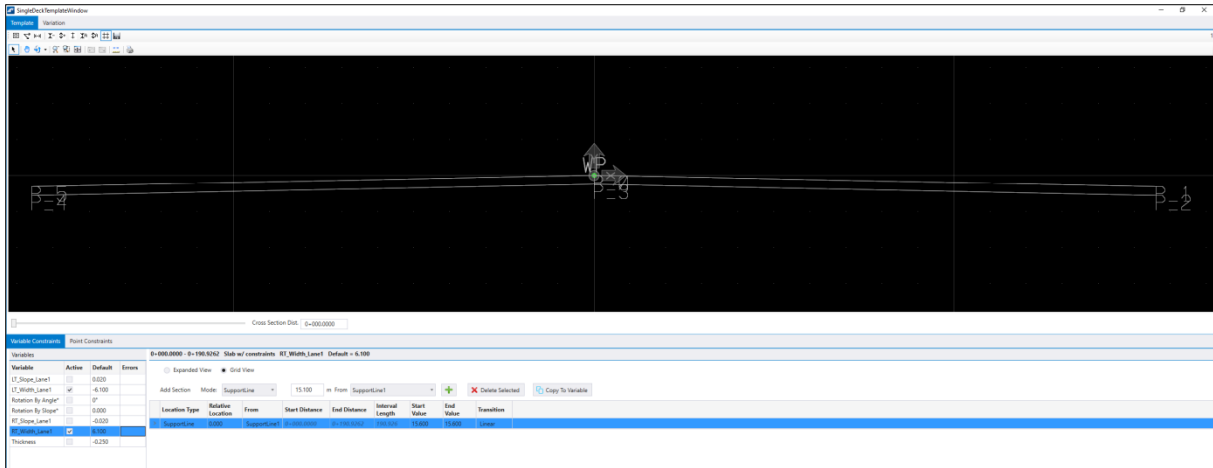 SingleDeckTemplateWindow
Template Variation
WP
P_5 P_1
P_4 P_3 P_2
Cross Section Dist. 0+000.0000
Variable Constraints Point Constraints
Variables 0+000.0000 - 0+190.9262 Slab w/ constraints RT_Width_Lane1 Default = 6.100
Variable Active Default Errors Expanded View Grid View
LT_Slope_Lane1 0.020
LT_Width_Lane1 -6.100 Add Section Mode: SupportLine 15.100 m From SupportLine1 Delete Selected Copy To Variable
Rotation By Angle* 0°
Rotation By Slope* 0.000 Location Type Relative Location From Start Distance End Distance Interval Length Start Value End Value Transition
RT_Slope_Lane1 -0.020
RT_Width_Lane1 6.100 SupportLine 0.000 SupportLine1 0+000.0000 0+190.9262 15.600 15.600 Linear
Thickness -0.250